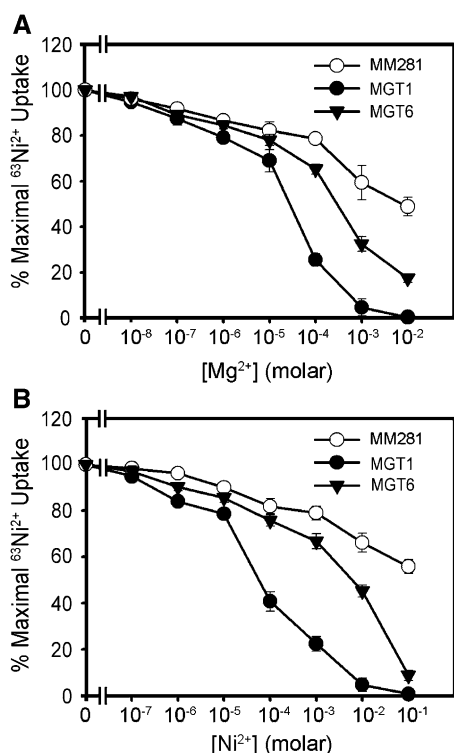 A
120
100
80
60
40
20
0
% Maximal ⁶³Ni²⁺ Uptake
MM281
MGT1
MGT6
0 10⁻⁸ 10⁻⁷ 10⁻⁶ 10⁻⁵ 10⁻⁴ 10⁻³ 10⁻²
[Mg²⁺] (molar)
B
120
100
80
60
40
20
0
% Maximal ⁶³Ni²⁺ Uptake
MM281
MGT1
MGT6
0 10⁻⁷ 10⁻⁶ 10⁻⁵ 10⁻⁴ 10⁻³ 10⁻² 10⁻¹
[Ni²⁺] (molar)